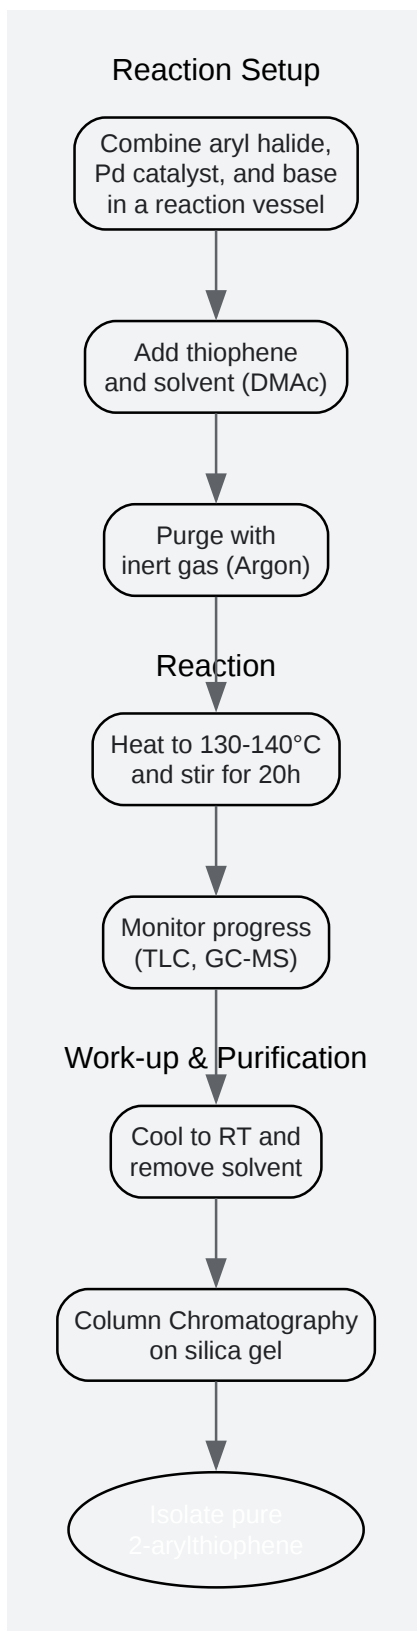 Reaction Setup
Combine aryl halide,
Pd catalyst, and base
in a reaction vessel
Add thiophene
and solvent (DMAc)
Purge with
inert gas (Argon)
Reaction
Heat to 130-140°C
and stir for 20h
Monitor progress
(TLC, GC-MS)
Work-up & Purification
Cool to RT and
remove solvent
Column Chromatography
on silica gel
Isolate pure
2-arylthiophene